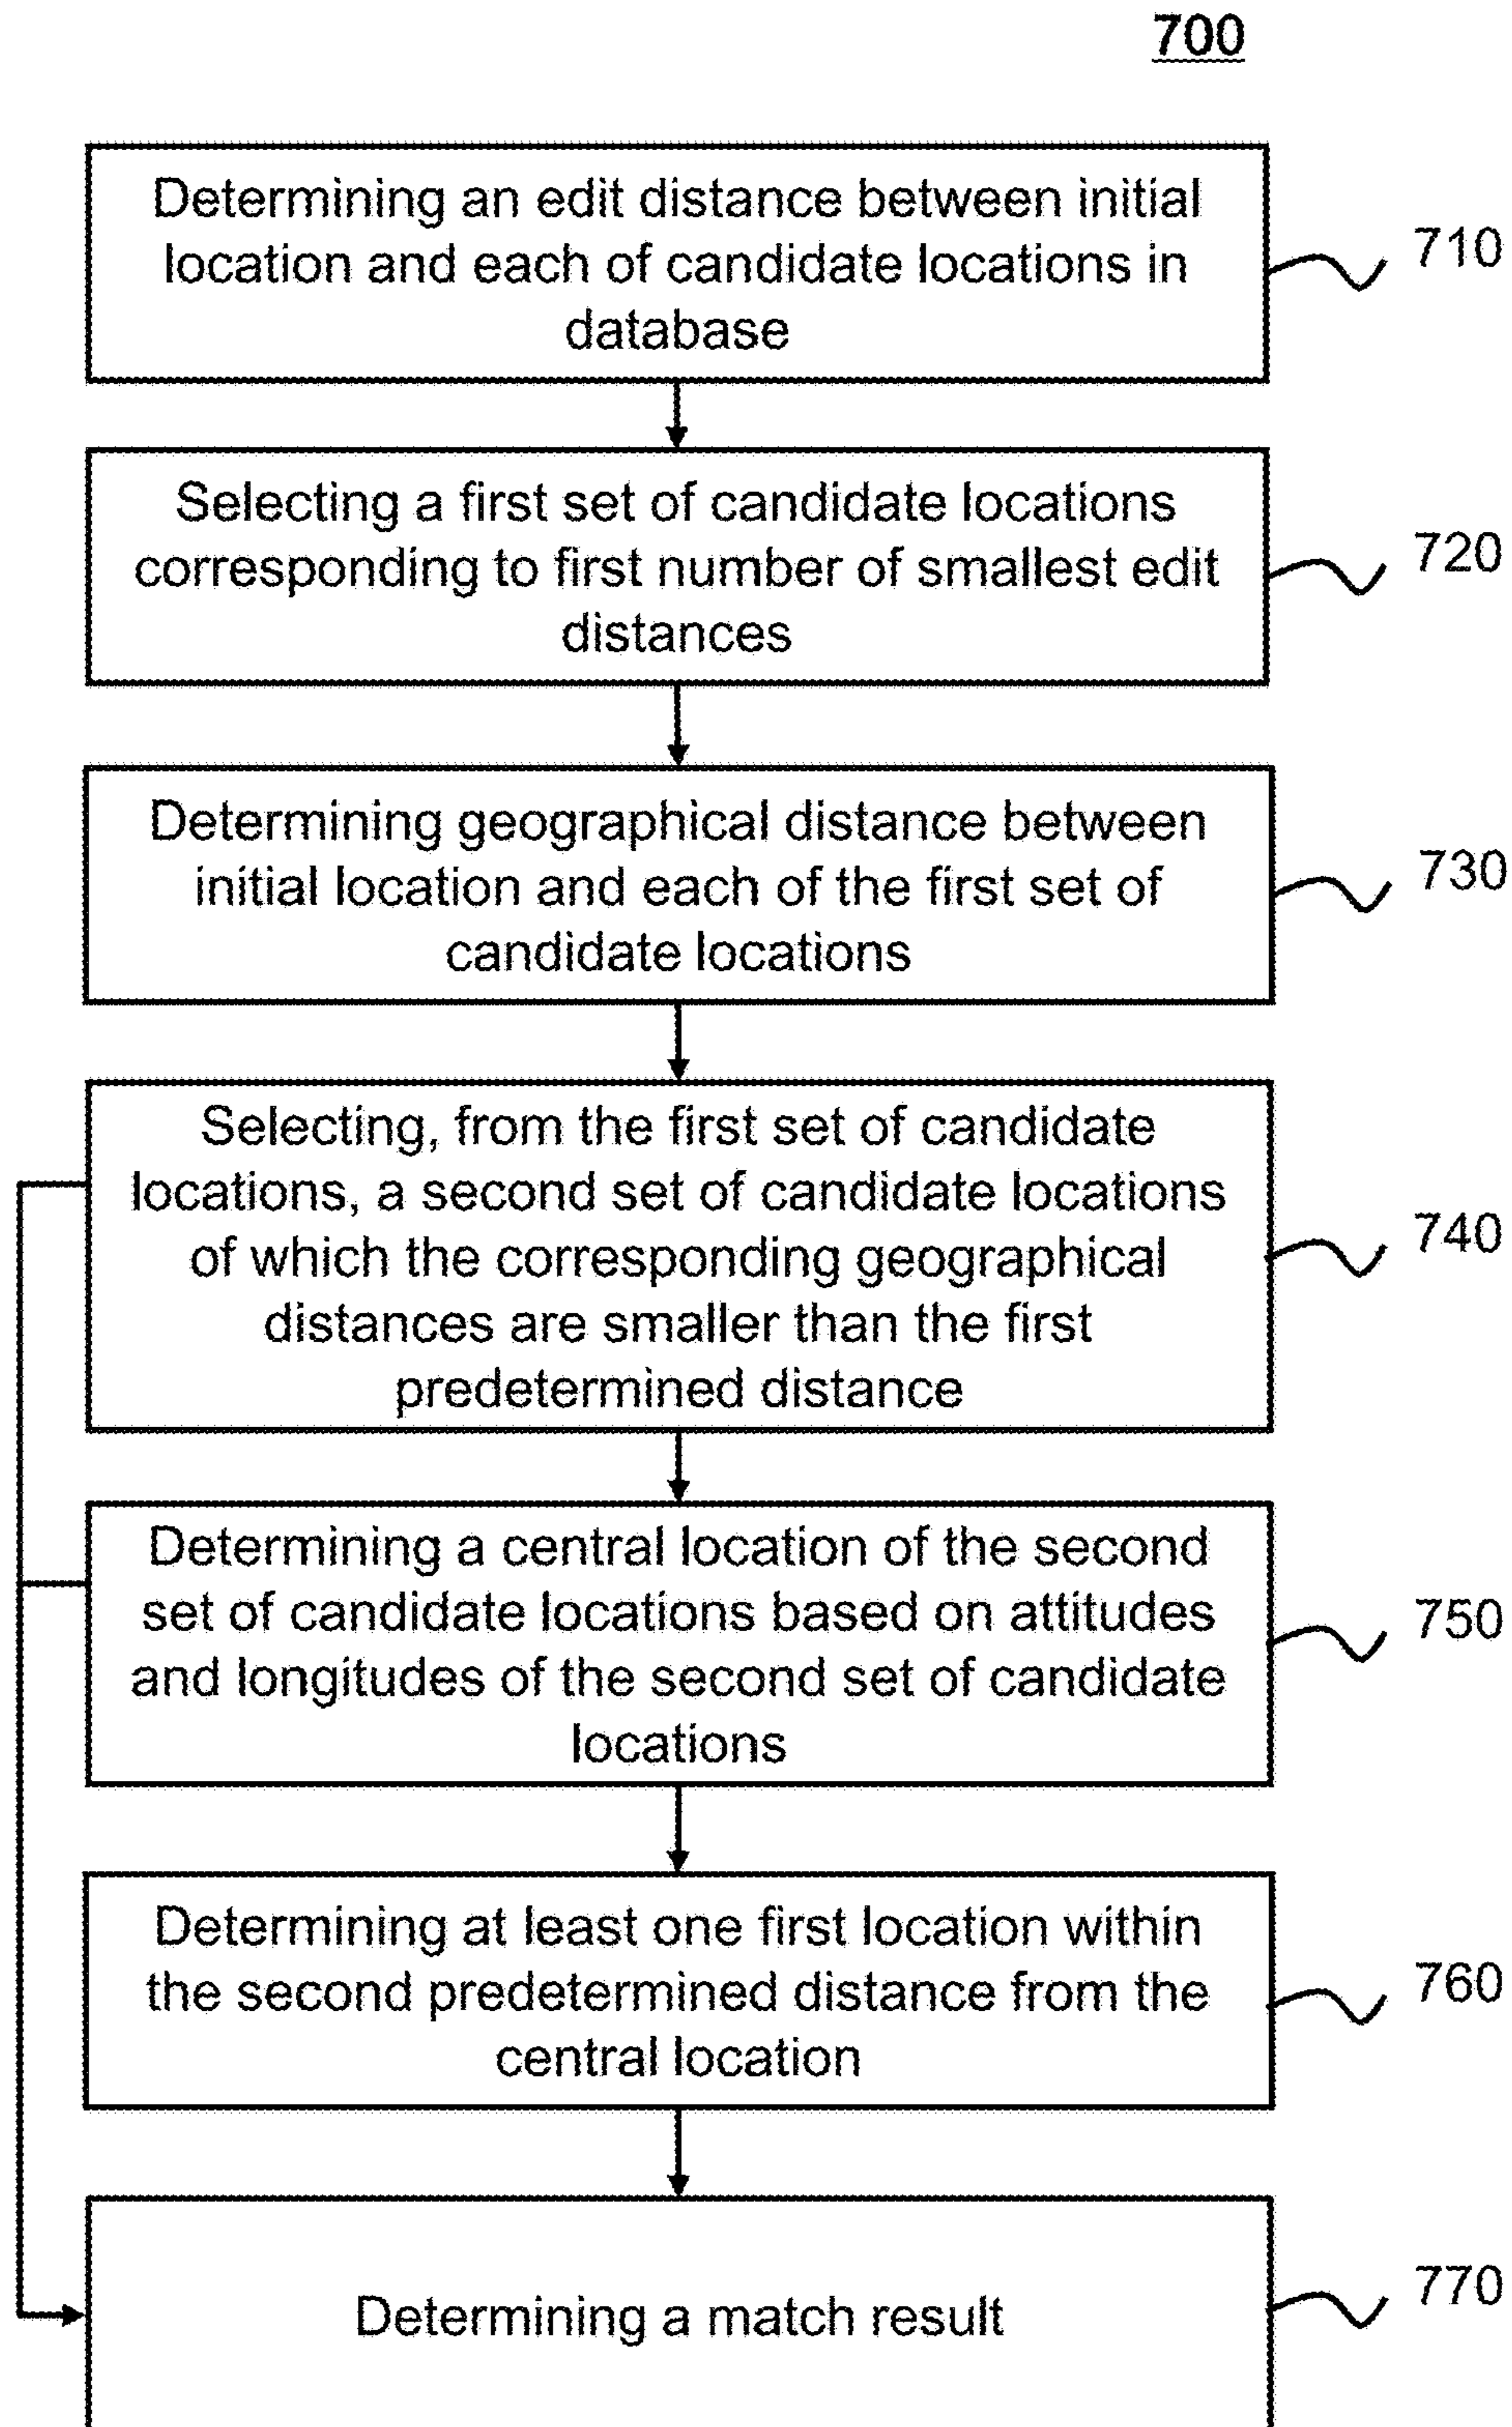 700
Determining an edit distance between initial
location and each of candidate locations in
database
710
Selecting a first set of candidate locations
corresponding to first number of smallest edit
distances
720
Determining geographical distance between
initial location and each of the first set of
candidate locations
730
Selecting, from the first set of candidate
locations, a second set of candidate locations
of which the corresponding geographical
distances are smaller than the first
predetermined distance
740
Determining a central location of the second
set of candidate locations based on attitudes
and longitudes of the second set of candidate
locations
750
Determining at least one first location within
the second predetermined distance from the
central location
760
Determining a match result
770